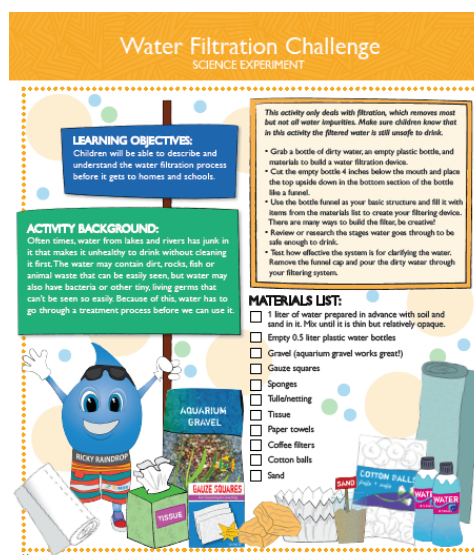 Water Filtration Challenge
SCIENCE EXPERIMENT
LEARNING OBJECTIVES:
Children will be able to describe and
understand the water filtration process
before it gets to homes and schools.
ACTIVITY BACKGROUND:
Often times, water from lakes and rivers has junk in
it that makes it unhealthy to drink without cleaning
it first. The water may contain dirt, rocks, fish or
animal waste that can be easily seen, but water may
also have bacteria or other tiny, living germs that
can't be seen so easily. Because of this, water has to
go through a treatment process before we can use it.
This activity only deals with filtration, which removes most
but not all water impurities. Make sure children know that
in this activity the filtered water is still unsafe to drink.
• Grab a bottle of dirty water, an empty plastic bottle, and
materials to build a water filtration device.
• Cut the empty bottle 4 inches below the mouth and place
the top upside down in the bottom section of the bottle
like a funnel.
• Use the bottle funnel as your basic structure and fill it with
items from the materials list to create your filtering device.
There are many ways to build the filter, be creative!
• Review or research the stages water goes through to be
safe enough to drink.
• Test how effective the system is for clarifying the water.
Remove the funnel cap and pour the dirty water through
your filtering system.
MATERIALS LIST:
1 liter of water prepared in advance with soil and
sand in it. Mix until it is thin but relatively opaque.
Empty 0.5 liter plastic water bottles
Gravel (aquarium gravel works great!)
Gauze squares
Sponges
Tulle/netting
Tissue
Paper towels
Coffee filters
Cotton balls
Sand
RICKY RAINDROP
AQUARIUM
GRAVEL
GAUZE SQUARES
TISSUE
SAND
COTTON BALLS
WATER
WATER